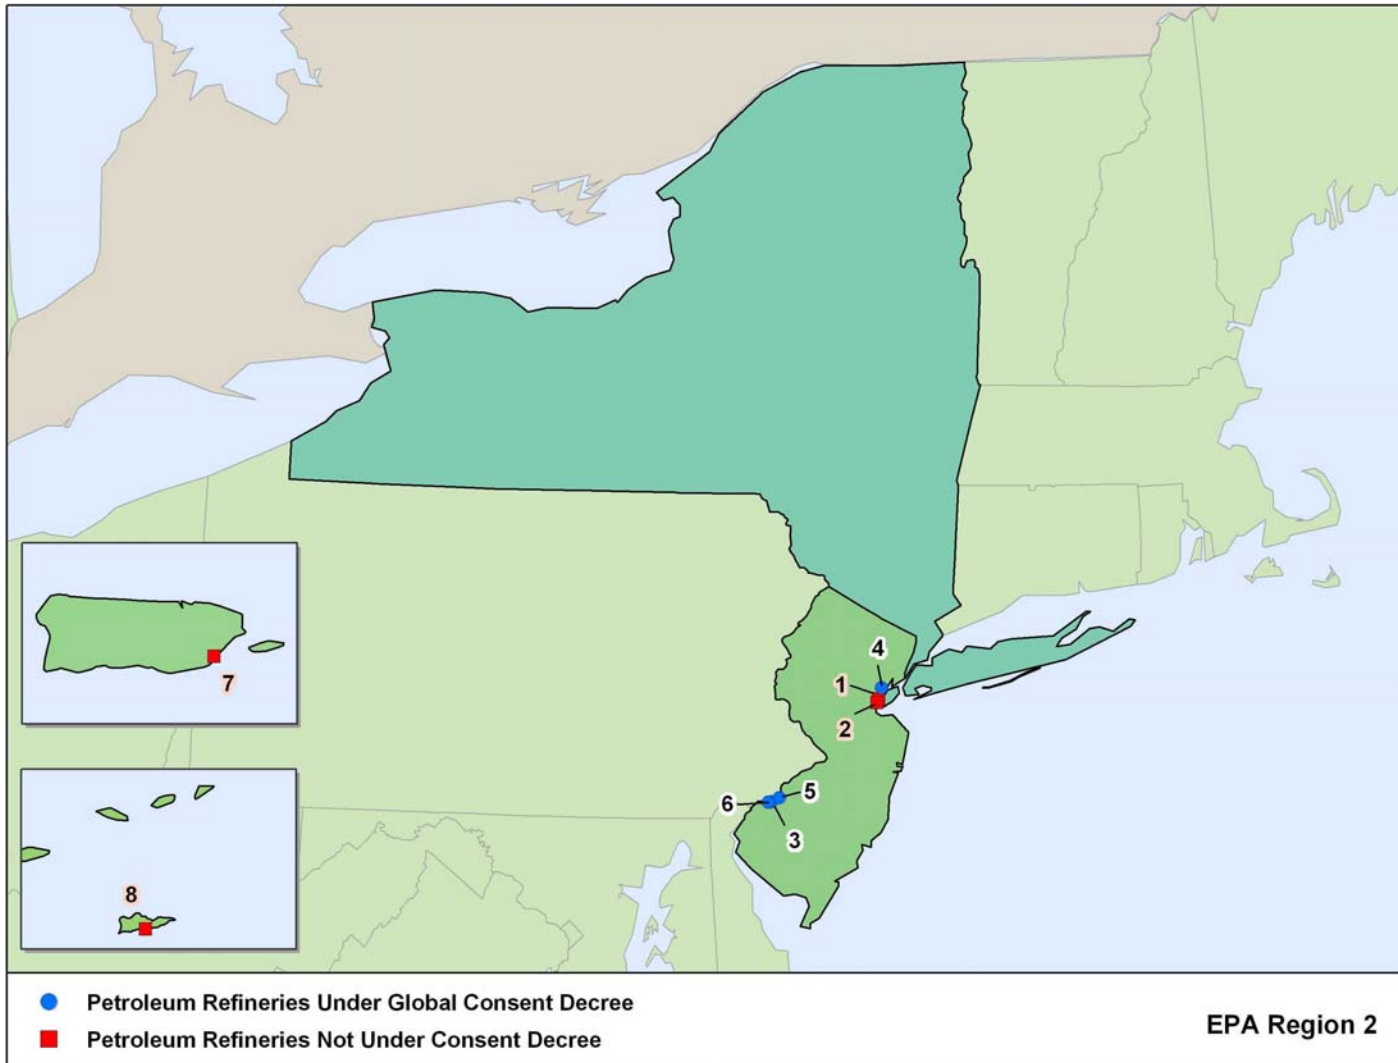 4
1
2
7
5
6
3
8
Petroleum Refineries Under Global Consent Decree
Petroleum Refineries Not Under Consent Decree
EPA Region 2